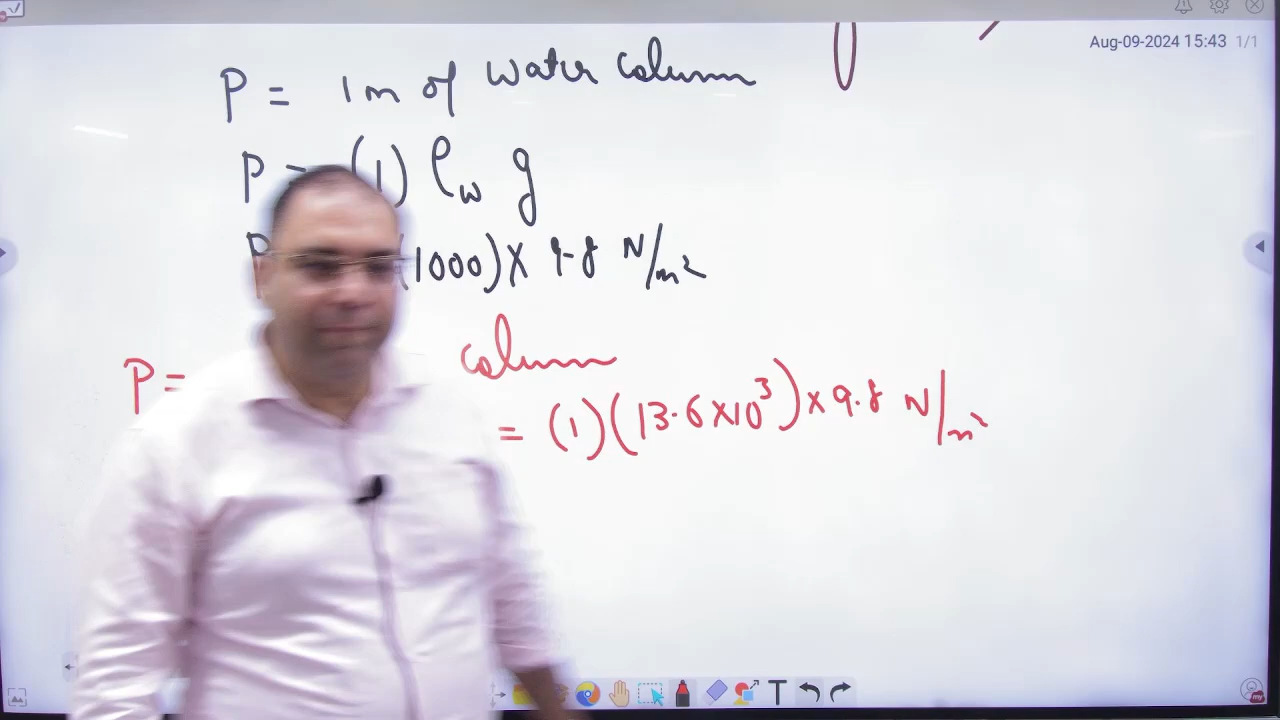 Aug-09-2024 15:43 1/1
P = 1m of water column
P = (1) ρw g
P (1000) x 9.8 N/m²
P = column
= (1)(13.6x10³) x 9.8 N/m²
T